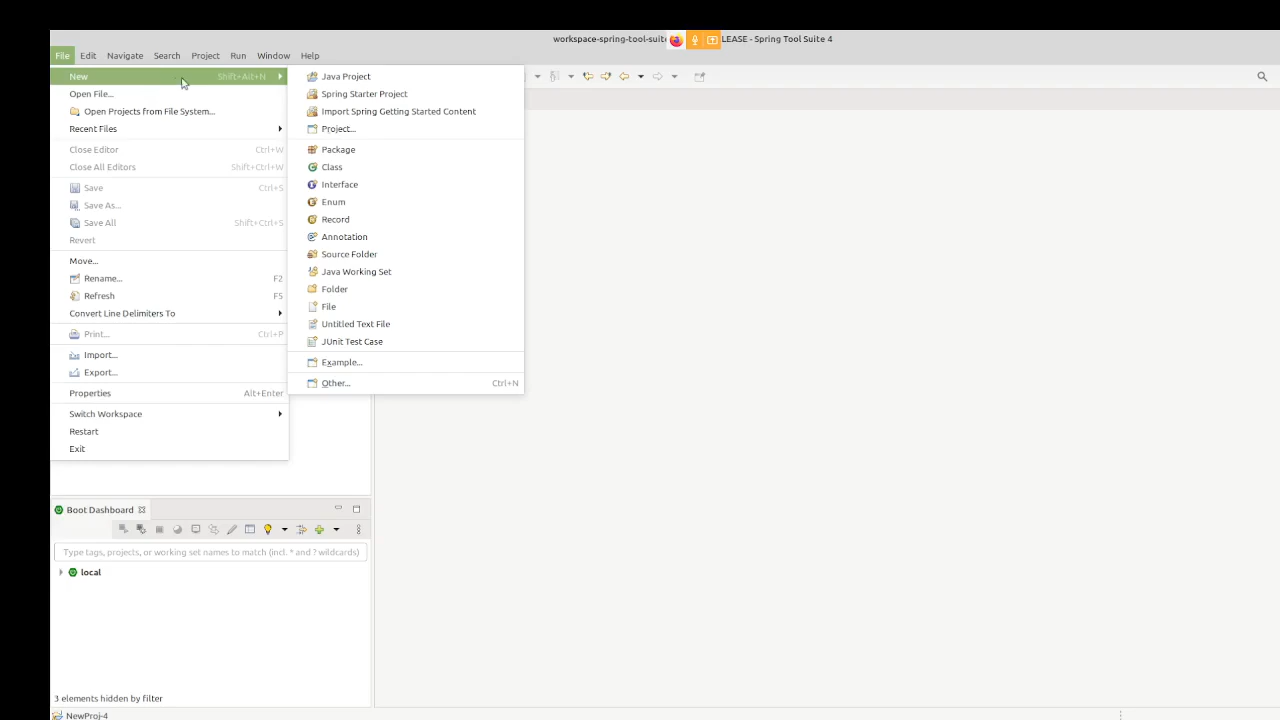 workspace-spring-tool-suite LEASE - Spring Tool Suite 4
File Edit Navigate Search Project Run Window Help
New Shift+Alt+N
Open File...
Open Projects from File System...
Recent Files
Close Editor Ctrl+W
Close All Editors Shift+Ctrl+W
Save Ctrl+S
Save As...
Save All Shift+Ctrl+S
Revert
Move...
Rename... F2
Refresh F5
Convert Line Delimiters To
Print... Ctrl+P
Import...
Export...
Properties Alt+Enter
Switch Workspace
Restart
Exit
Java Project
Spring Starter Project
Import Spring Getting Started Content
Project...
Package
Class
Interface
Enum
Record
Annotation
Source Folder
Java Working Set
Folder
File
Untitled Text File
JUnit Test Case
Example...
Other... Ctrl+N
Boot Dashboard
Type tags, projects, or working set names to match (incl. * and ? wildcards)
local
3 elements hidden by filter
NewProj-4